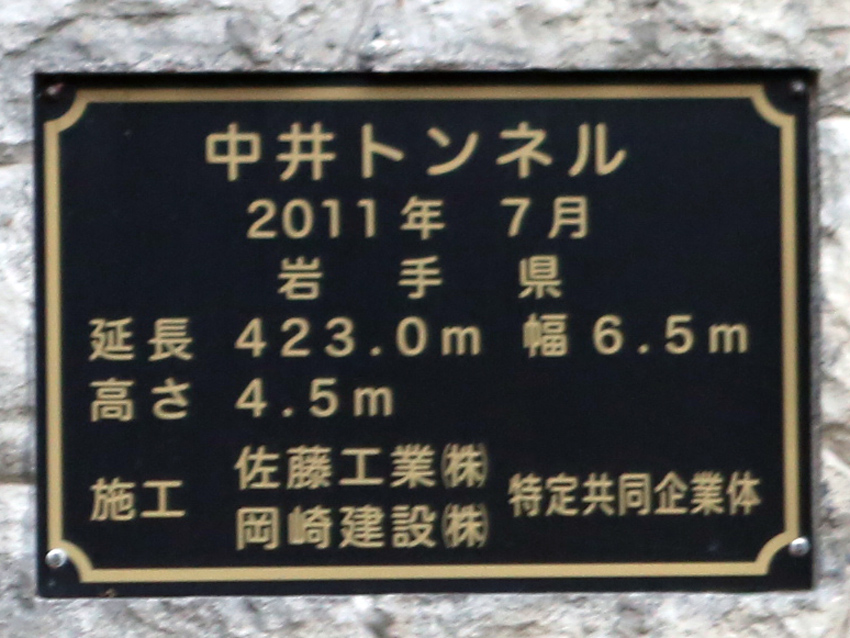 中井トンネル
2011年 7月
岩手県
延長 423.0m 幅 6.5m
高さ 4.5m
施工 佐藤工業㈱ 岡崎建設㈱ 特定共同企業体